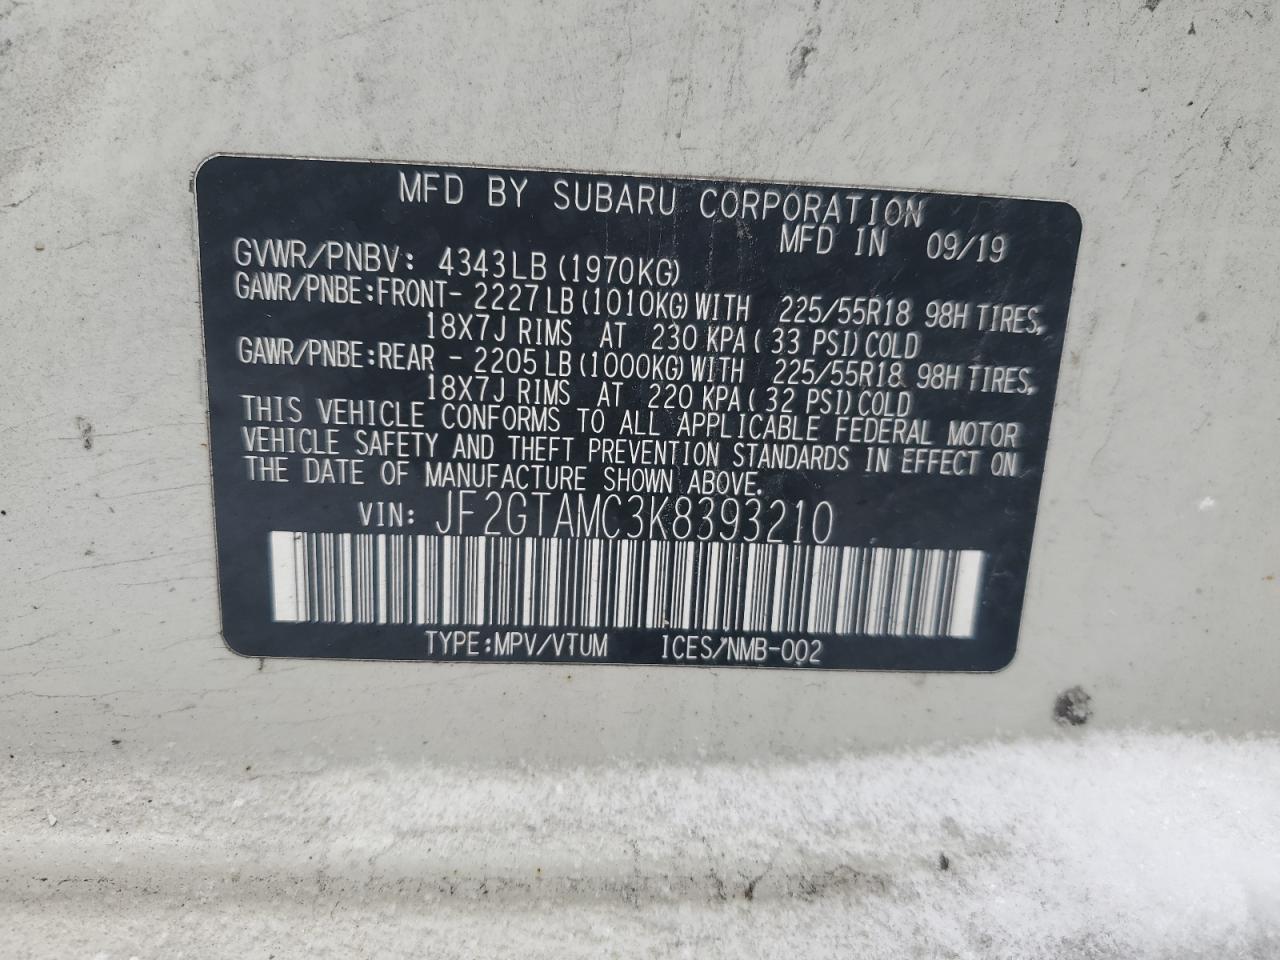 MFD BY SUBARU CORPORATION
MFD IN 09/19
GVWR/PNBV: 4343LB (1970KG)
GAWR/PNBE:FRONT- 2227LB (1010KG) WITH 225/55R18 98H TIRES,
18X7J RIMS AT 230 KPA ( 33 PSI) COLD
GAWR/PNBE:REAR - 2205LB (1000KG) WITH 225/55R18 98H TIRES,
18X7J RIMS AT 220 KPA ( 32 PSI) COLD
THIS VEHICLE CONFORMS TO ALL APPLICABLE FEDERAL MOTOR
VEHICLE SAFETY AND THEFT PREVENTION STANDARDS IN EFFECT ON
THE DATE OF MANUFACTURE SHOWN ABOVE.
VIN: JF2GTAMC3K8393210
TYPE:MPV/VTUM ICES/NMB-002